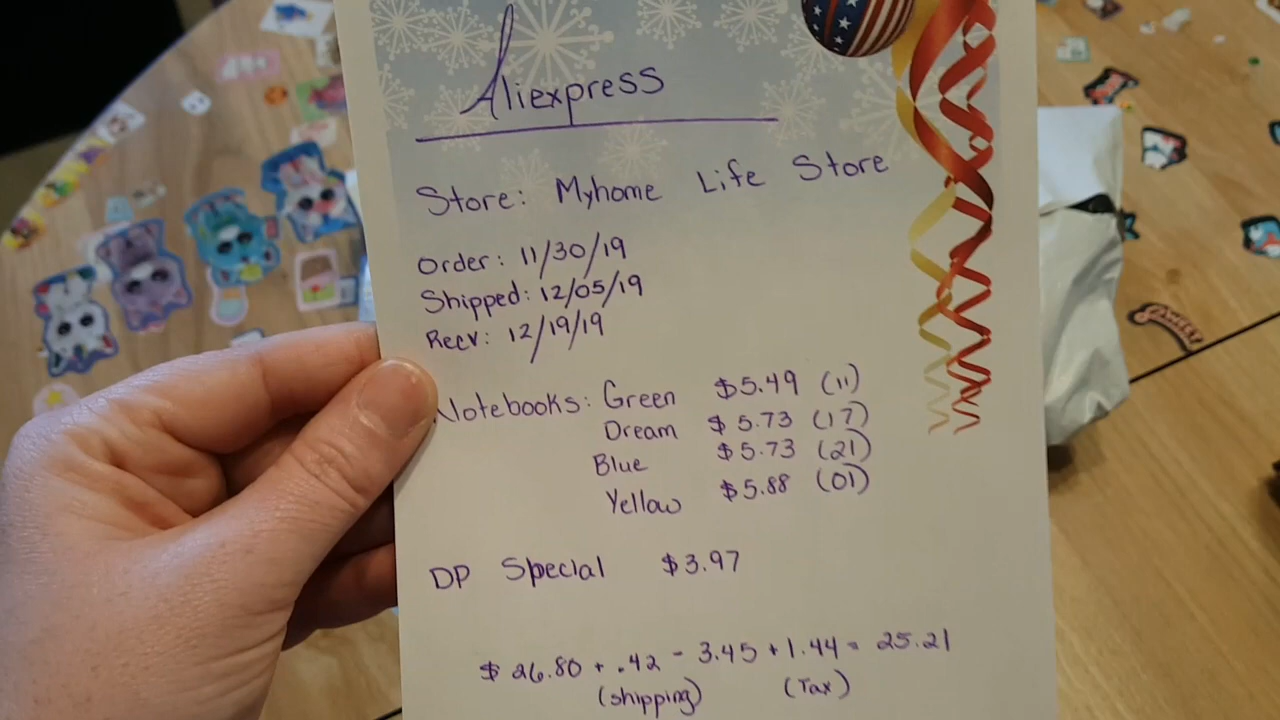 Aliexpress
Store: Myhome Life Store
Order: 11/30/19
Shipped: 12/05/19
Recv: 12/19/19
Notebooks: Green $5.49 (11)
Dream $5.73 (17)
Blue $5.73 (21)
Yellow $5.88 (01)
DP Special $3.97
$26.80 + .42 - 3.45 + 1.44 = 25.21
(shipping) (Tax)
SWEET